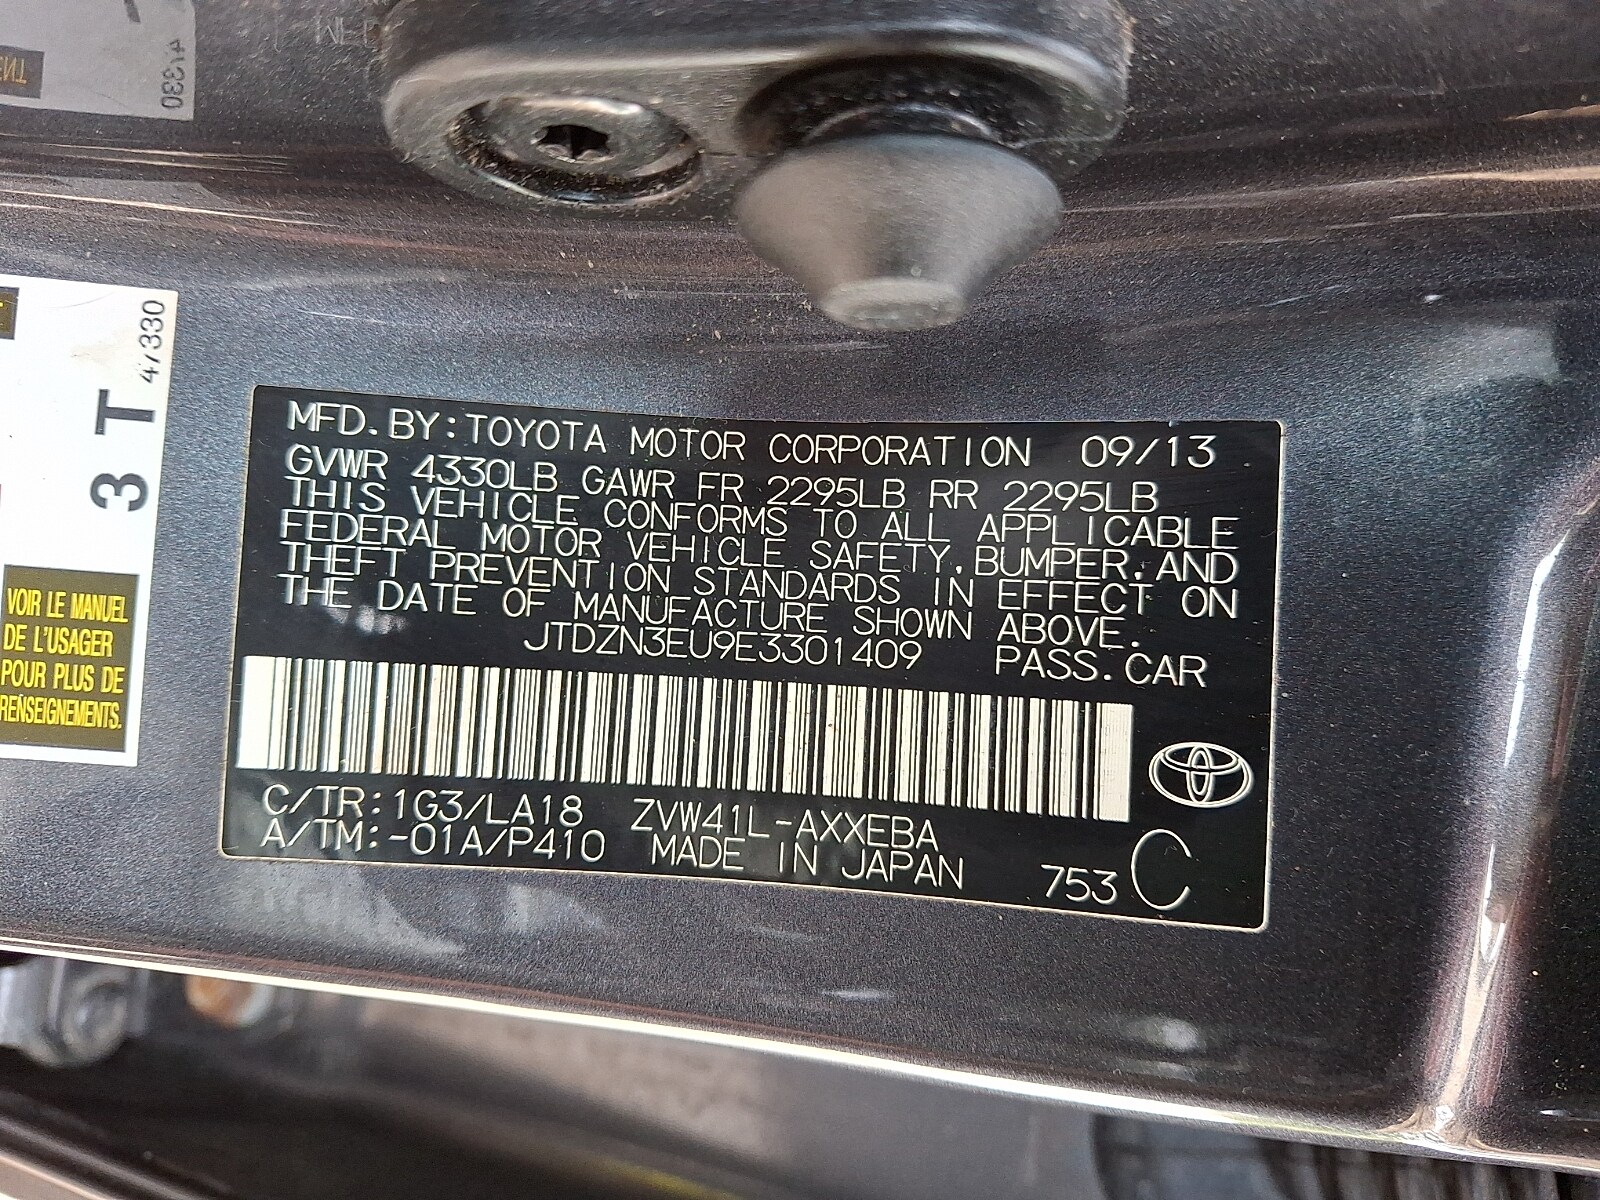 MFD. BY: TOYOTA MOTOR CORPORATION 09/13
GVWR 4330LB GAWR FR 2295LB RR 2295LB
THIS VEHICLE CONFORMS TO ALL APPLICABLE
FEDERAL MOTOR VEHICLE SAFETY, BUMPER, AND
THEFT PREVENTION STANDARDS IN EFFECT ON
THE DATE OF MANUFACTURE SHOWN ABOVE.
JTDZN3EU9E3301409 PASS. CAR
C/TR: 1G3/LA18 ZVW41L-AXXEBA
A/TM: -01A/P410 MADE IN JAPAN 753 C
3 T
47330
VOIR LE MANUEL
DE L'USAGER
POUR PLUS DE
RENSEIGNEMENTS.